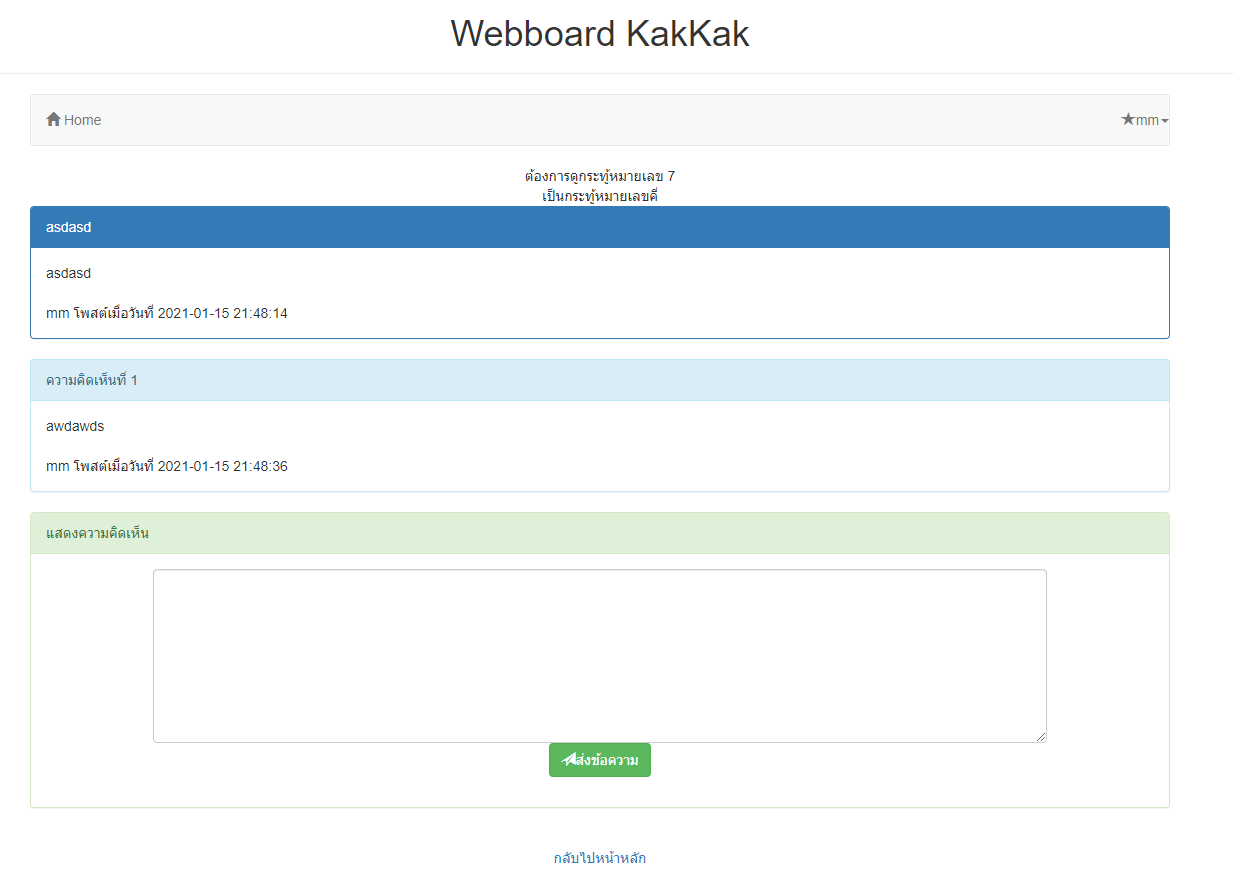 Webboard KakKak
Home
mm
ต้องการดูกระทู้หมายเลข 7
เป็นกระทู้หมายเลขคี่
asdasd
asdasd
mm โพสต์เมื่อวันที่ 2021-01-15 21:48:14
ความคิดเห็นที่ 1
awdawds
mm โพสต์เมื่อวันที่ 2021-01-15 21:48:36
แสดงความคิดเห็น
ส่งข้อความ
กลับไปหน้าหลัก